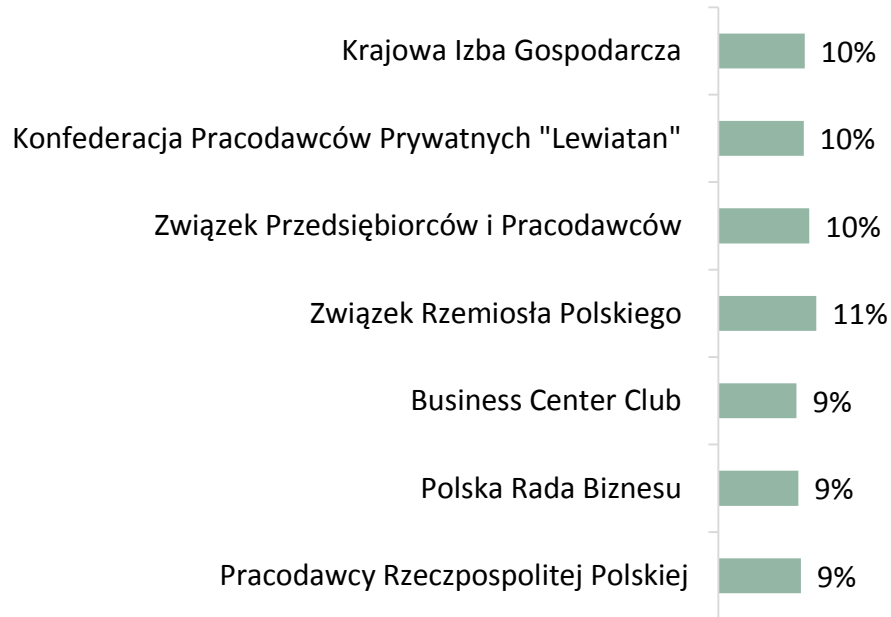 Krajowa Izba Gospodarcza 10%
Konfederacja Pracodawców Prywatnych "Lewiatan" 10%
Związek Przedsiębiorców i Pracodawców 10%
Związek Rzemiosła Polskiego 11%
Business Center Club 9%
Polska Rada Biznesu 9%
Pracodawcy Rzeczpospolitej Polskiej 9%